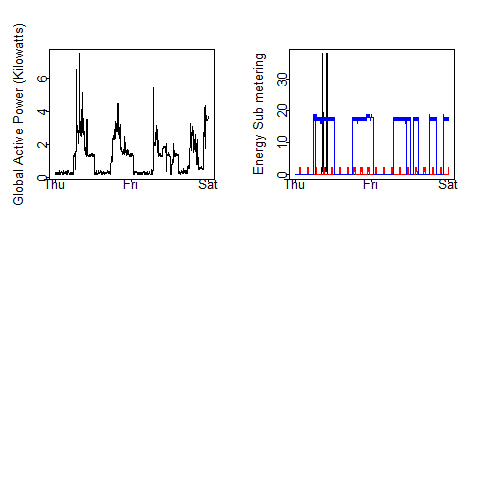 Global Active Power (Kilowatts)
0 2 4 6
Thu Fri Sat
Energy Sub metering
0 10 20 30
Thu Fri Sat